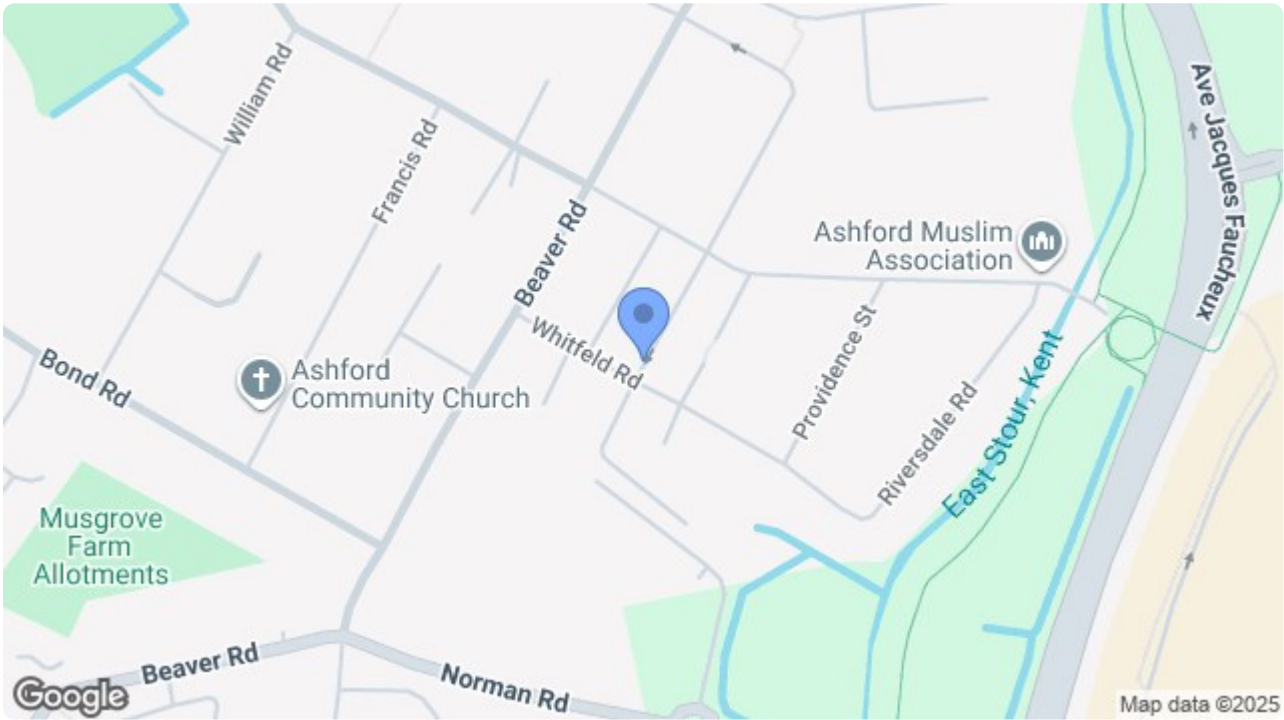 William Rd
Francis Rd
Beaver Rd
Ave Jacques Faucheux
Ashford Muslim
Association
Whitfeld Rd
Bond Rd
Ashford
Community Church
Providence St
Riversdale Rd
East Stour, Kent
Musgrove
Farm
Allotments
Beaver Rd
Norman Rd
Google
Map data ©2025